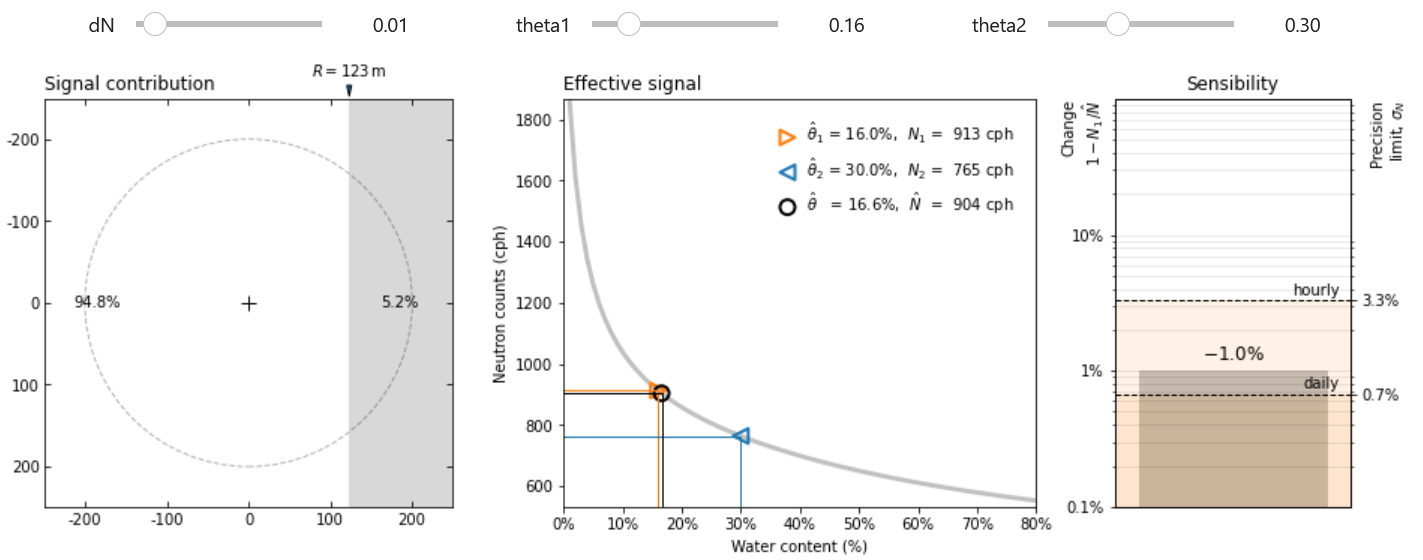 dN 0.01 theta1 0.16 theta2 0.30
Signal contribution
R = 123 m
-200
-100
0
100
200
94.8%
5.2%
-200 -100 0 100 200
Effective signal
Neutron counts (cph)
1800
1600
1400
1200
1000
800
600
θ̂₁ = 16.0%, N₁ = 913 cph
θ̂₂ = 30.0%, N₂ = 765 cph
θ̂ = 16.6%, N̂ = 904 cph
0% 10% 20% 30% 40% 50% 60% 70% 80%
Water content (%)
Sensibility
Change
1 − N₁/N̂
10%
1%
0.1%
hourly
−1.0%
daily
3.3%
0.7%
Precision
limit, σ_N